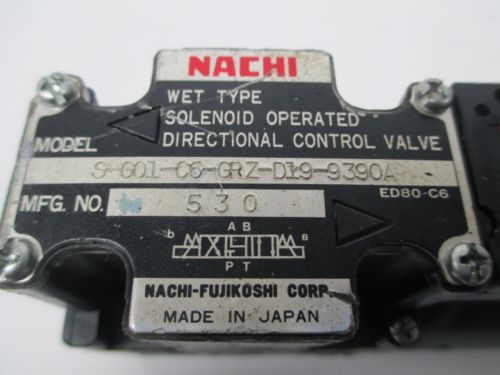 NACHI
WET TYPE
SOLENOID OPERATED
MODEL DIRECTIONAL CONTROL VALVE
S-G01-C6-GRZ-D19-9390A
MFG. NO. 530 ED80-C6
A B
b a
P T
NACHI-FUJIKOSHI CORP.
MADE IN JAPAN